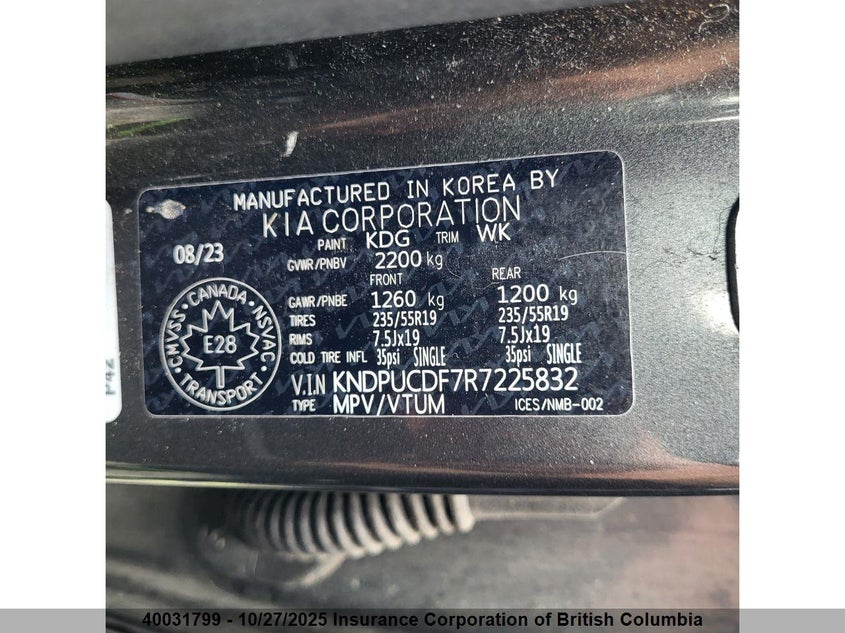 MANUFACTURED IN KOREA BY
KIA CORPORATION
08/23 PAINT KDG TRIM WK
GVWR/PNBV 2200 kg
FRONT REAR
GAWR/PNBE 1260 kg 1200 kg
TIRES 235/55R19 235/55R19
RIMS 7.5Jx19 7.5Jx19
COLD TIRE INFL 35psi SINGLE 35psi SINGLE
V.I.N KNDPUCDF7R7225832
TYPE MPV/VTUM ICES/NMB-002
CANADA
CMVSS NSVAC
E28
TRANSPORT
P42
40031799 - 10/27/2025 Insurance Corporation of British Columbia